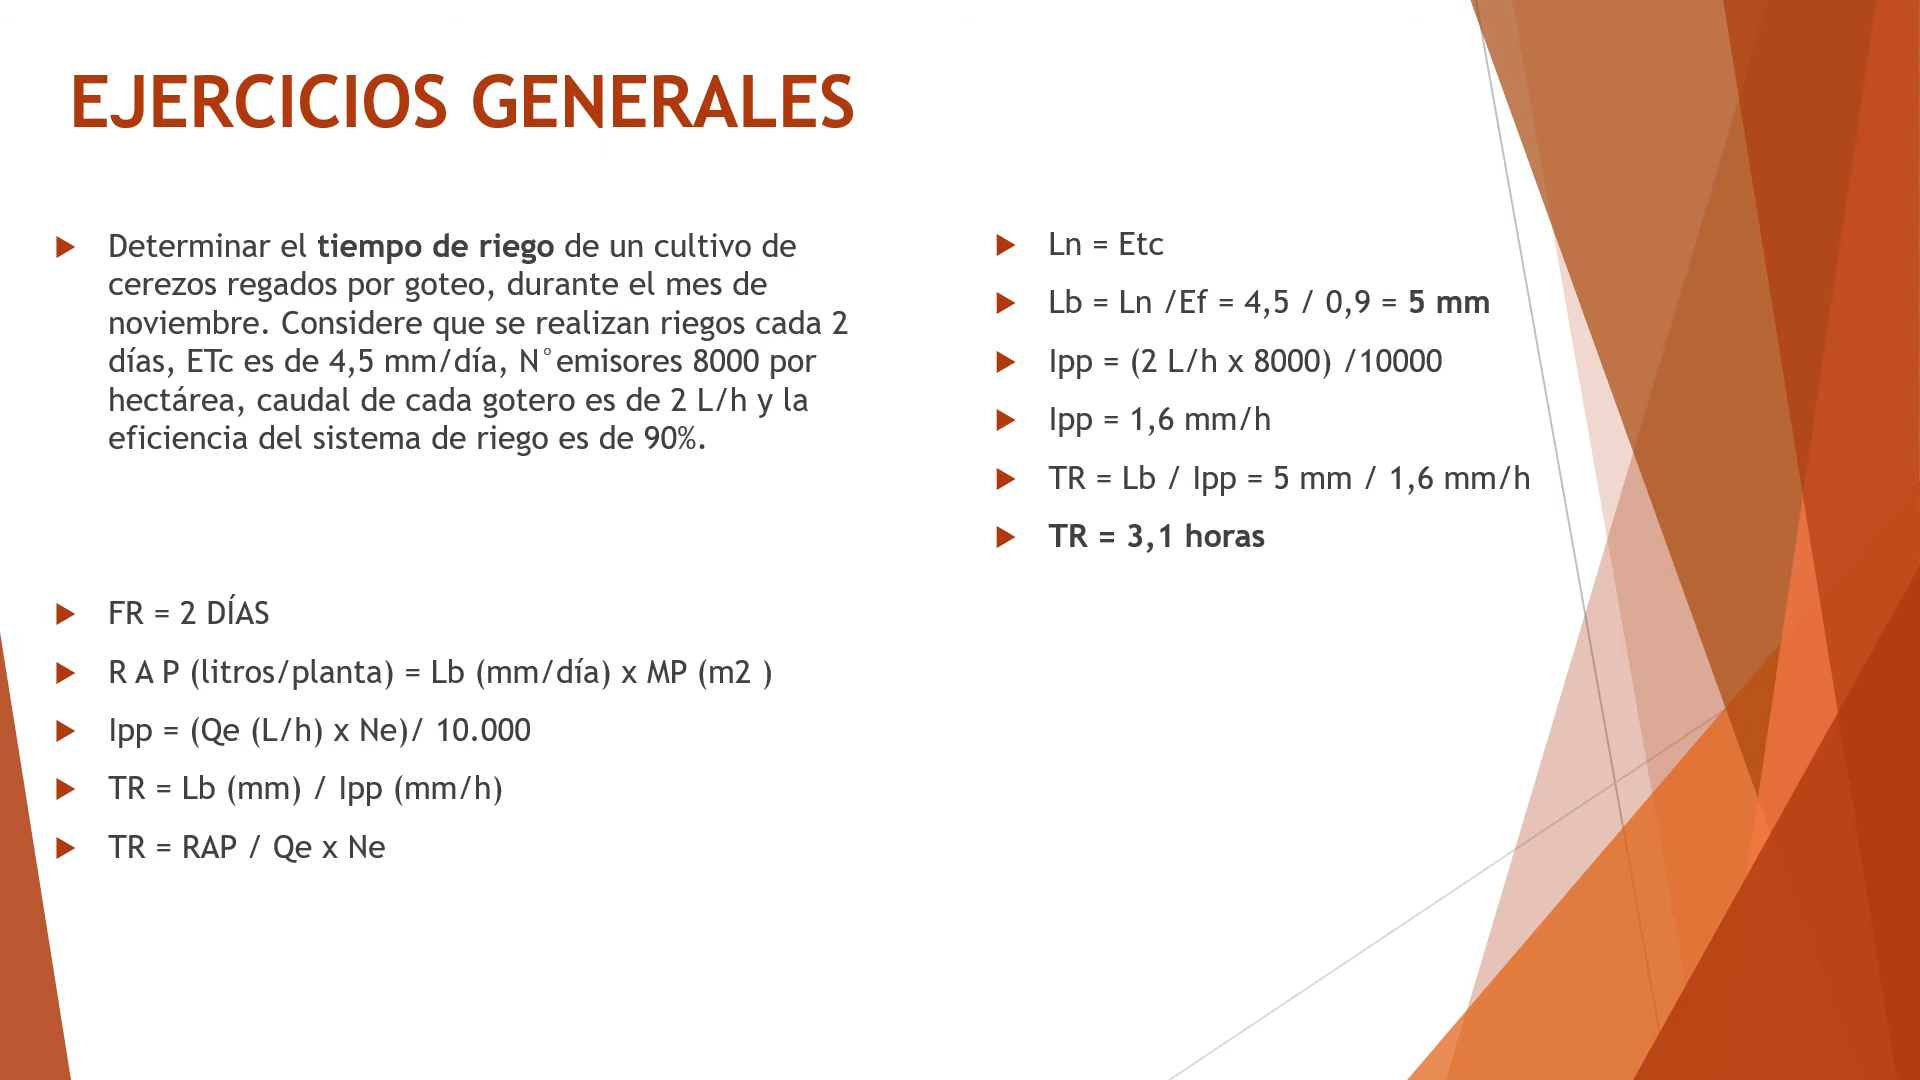 EJERCICIOS GENERALES
Determinar el tiempo de riego de un cultivo de
cerezos regados por goteo, durante el mes de
noviembre. Considere que se realizan riegos cada 2
días, ETc es de 4,5 mm/día, N°emisores 8000 por
hectárea, caudal de cada gotero es de 2 L/h y la
eficiencia del sistema de riego es de 90%.
FR = 2 DÍAS
R A P (litros/planta) = Lb (mm/día) x MP (m2 )
Ipp = (Qe (L/h) x Ne)/ 10.000
TR = Lb (mm) / Ipp (mm/h)
TR = RAP / Qe x Ne
Ln = Etc
Lb = Ln /Ef = 4,5 / 0,9 = 5 mm
Ipp = (2 L/h x 8000) /10000
Ipp = 1,6 mm/h
TR = Lb / Ipp = 5 mm / 1,6 mm/h
TR = 3,1 horas